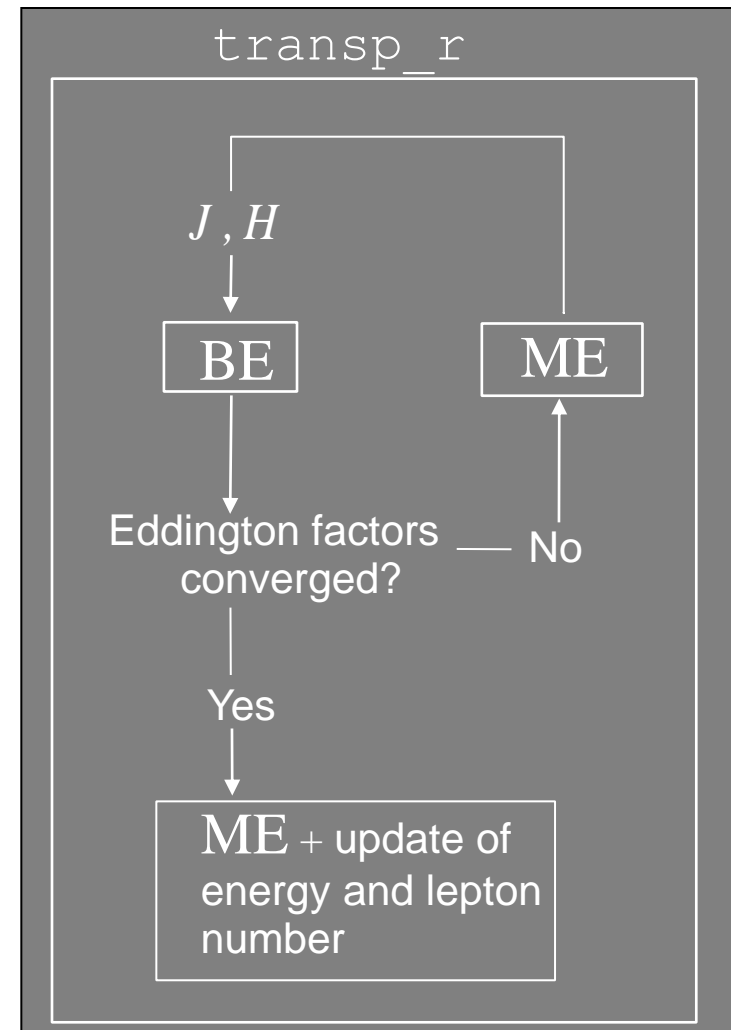 transp_r
J , H
BE
ME
Eddington factors
converged?
No
Yes
ME + update of
energy and lepton
number